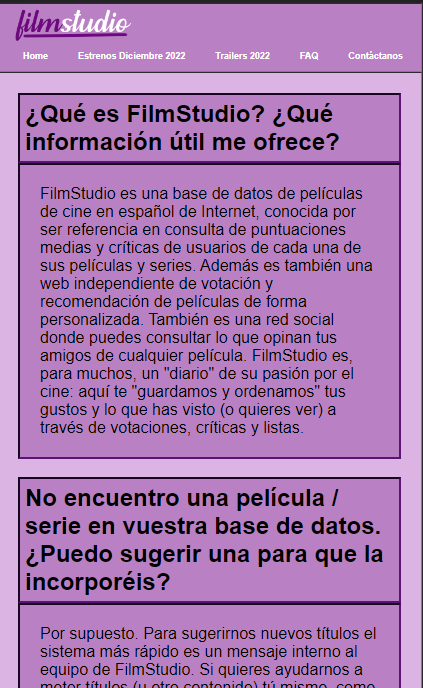 filmstudio
Home Estrenos Diciembre 2022 Trailers 2022 FAQ Contáctanos
¿Qué es FilmStudio? ¿Qué
información útil me ofrece?
FilmStudio es una base de datos de películas
de cine en español de Internet, conocida por
ser referencia en consulta de puntuaciones
medias y críticas de usuarios de cada una de
sus películas y series. Además es también una
web independiente de votación y
recomendación de películas de forma
personalizada. También es una red social
donde puedes consultar lo que opinan tus
amigos de cualquier película. FilmStudio es,
para muchos, un "diario" de su pasión por el
cine: aquí te "guardamos y ordenamos" tus
gustos y lo que has visto (o quieres ver) a
través de votaciones, críticas y listas.
No encuentro una película /
serie en vuestra base de datos.
¿Puedo sugerir una para que la
incorporéis?
Por supuesto. Para sugerirnos nuevos títulos el
sistema más rápido es un mensaje interno al
equipo de FilmStudio. Si quieres ayudarnos a
meter títulos (u otro contenido) tú mismo, como